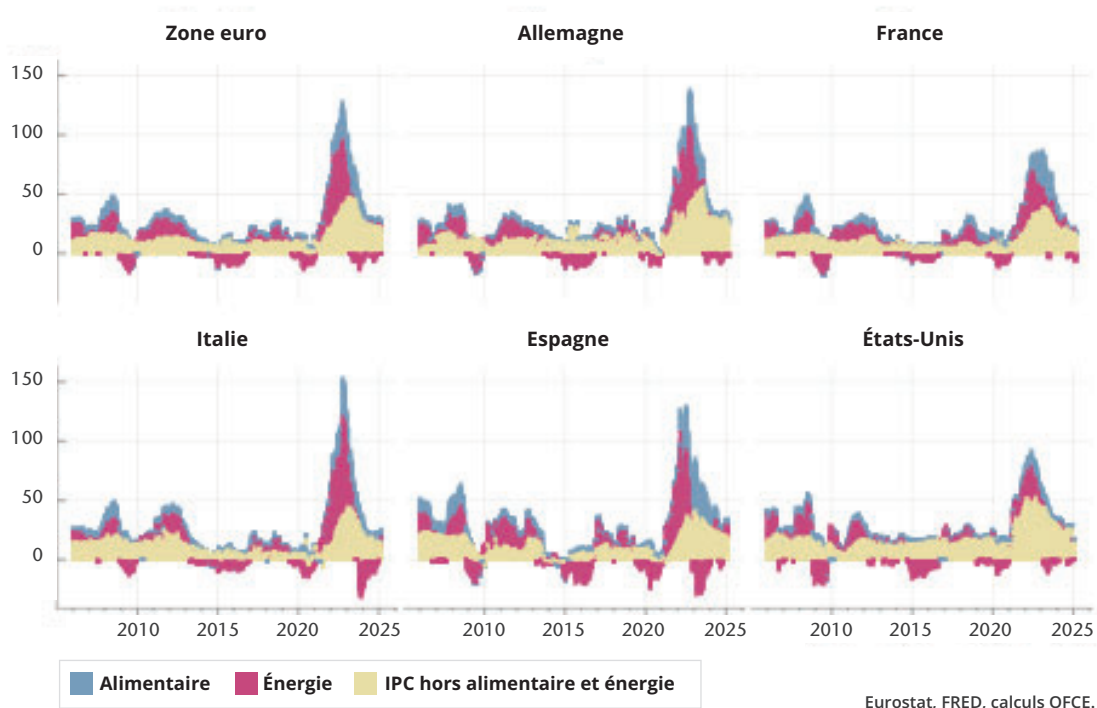 Zone euro Allemagne France
150
100
50
0
Italie Espagne États-Unis
150
100
50
0
2010 2015 2020 2025 2010 2015 2020 2025 2010 2015 2020 2025
Alimentaire Énergie IPC hors alimentaire et énergie
Eurostat, FRED, calculs OFCE.